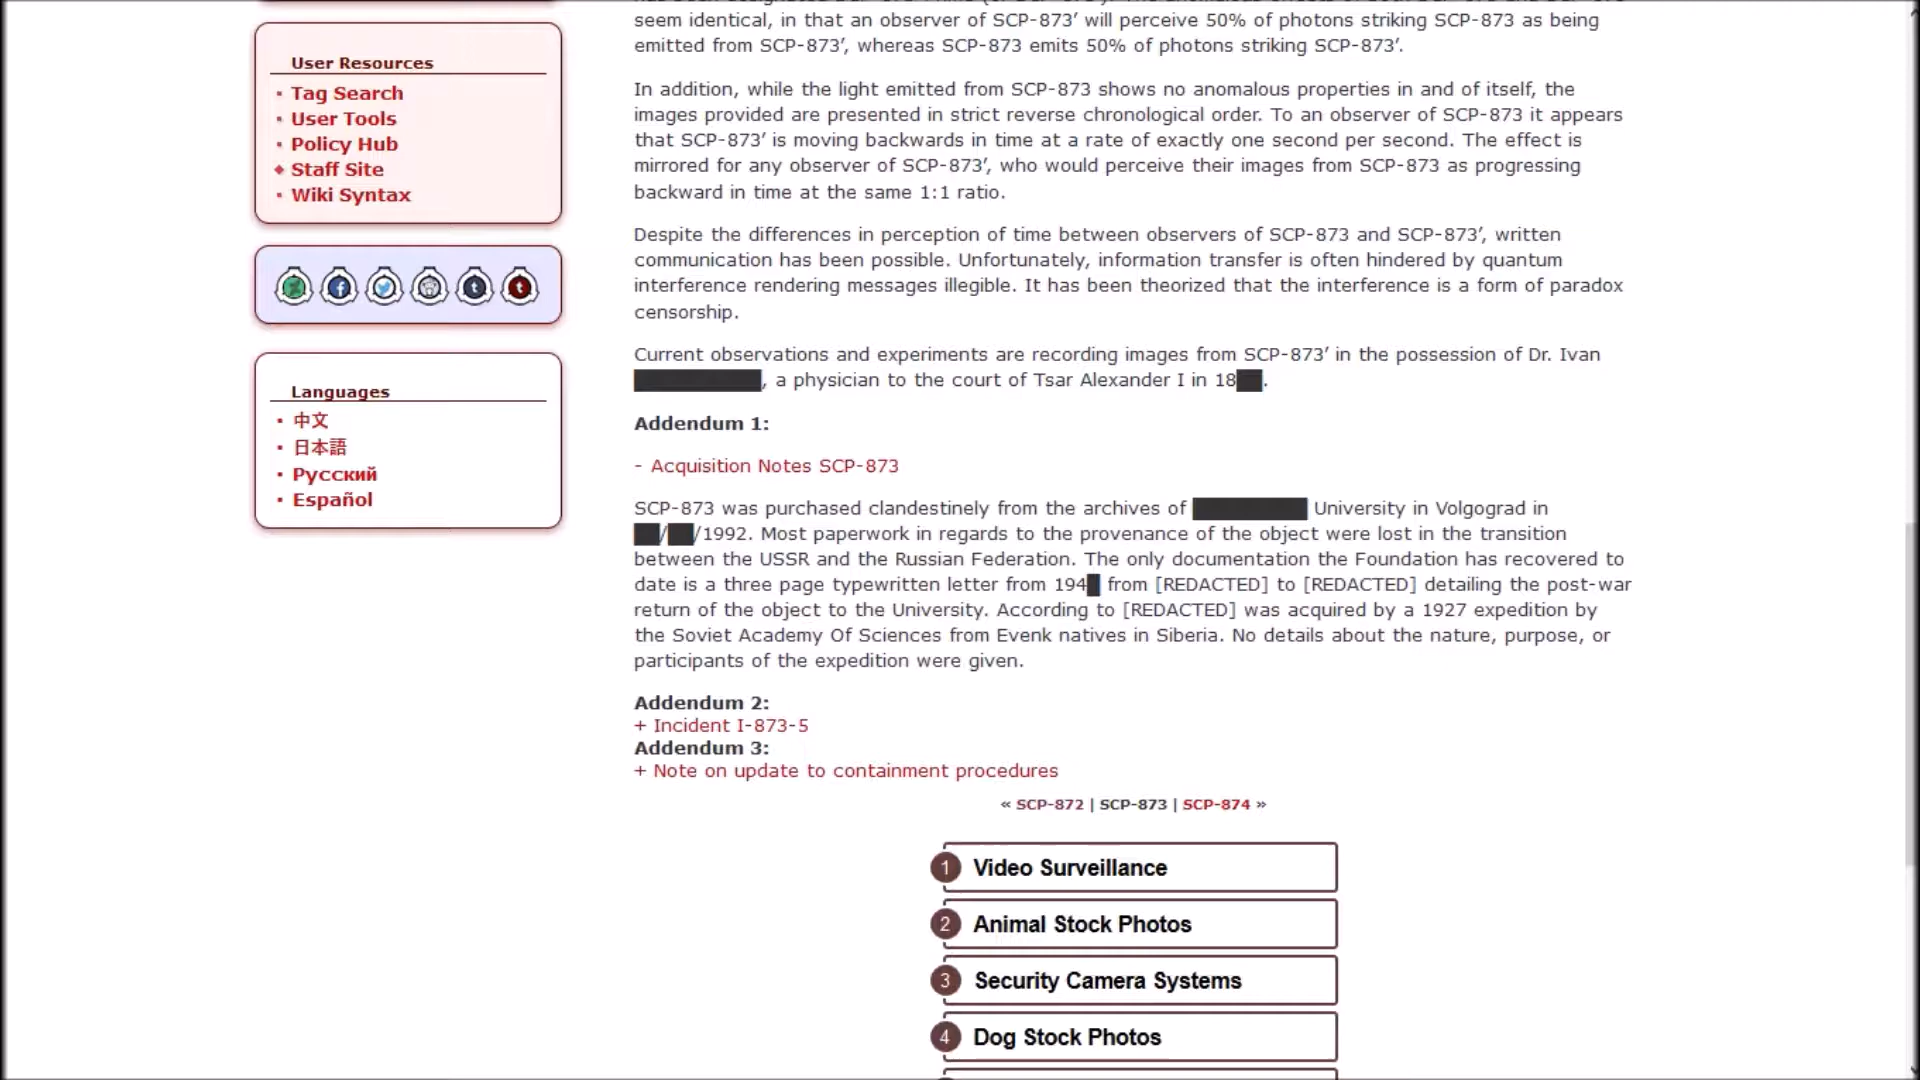 User Resources
Tag Search
User Tools
Policy Hub
Staff Site
Wiki Syntax
Languages
中文
日本語
Русский
Español
seem identical, in that an observer of SCP-873′ will perceive 50% of photons striking SCP-873 as being
emitted from SCP-873′, whereas SCP-873 emits 50% of photons striking SCP-873′.
In addition, while the light emitted from SCP-873 shows no anomalous properties in and of itself, the
images provided are presented in strict reverse chronological order. To an observer of SCP-873 it appears
that SCP-873′ is moving backwards in time at a rate of exactly one second per second. The effect is
mirrored for any observer of SCP-873′, who would perceive their images from SCP-873 as progressing
backward in time at the same 1:1 ratio.
Despite the differences in perception of time between observers of SCP-873 and SCP-873′, written
communication has been possible. Unfortunately, information transfer is often hindered by quantum
interference rendering messages illegible. It has been theorized that the interference is a form of paradox
censorship.
Current observations and experiments are recording images from SCP-873′ in the possession of Dr. Ivan
██████████, a physician to the court of Tsar Alexander I in 18██.
Addendum 1:
- Acquisition Notes SCP-873
SCP-873 was purchased clandestinely from the archives of █████████ University in Volgograd in
██/██/1992. Most paperwork in regards to the provenance of the object were lost in the transition
between the USSR and the Russian Federation. The only documentation the Foundation has recovered to
date is a three page typewritten letter from 194█ from [REDACTED] to [REDACTED] detailing the post-war
return of the object to the University. According to [REDACTED] was acquired by a 1927 expedition by
the Soviet Academy Of Sciences from Evenk natives in Siberia. No details about the nature, purpose, or
participants of the expedition were given.
Addendum 2:
+ Incident I-873-5
Addendum 3:
+ Note on update to containment procedures
« SCP-872 | SCP-873 | SCP-874 »
1 Video Surveillance
2 Animal Stock Photos
3 Security Camera Systems
4 Dog Stock Photos